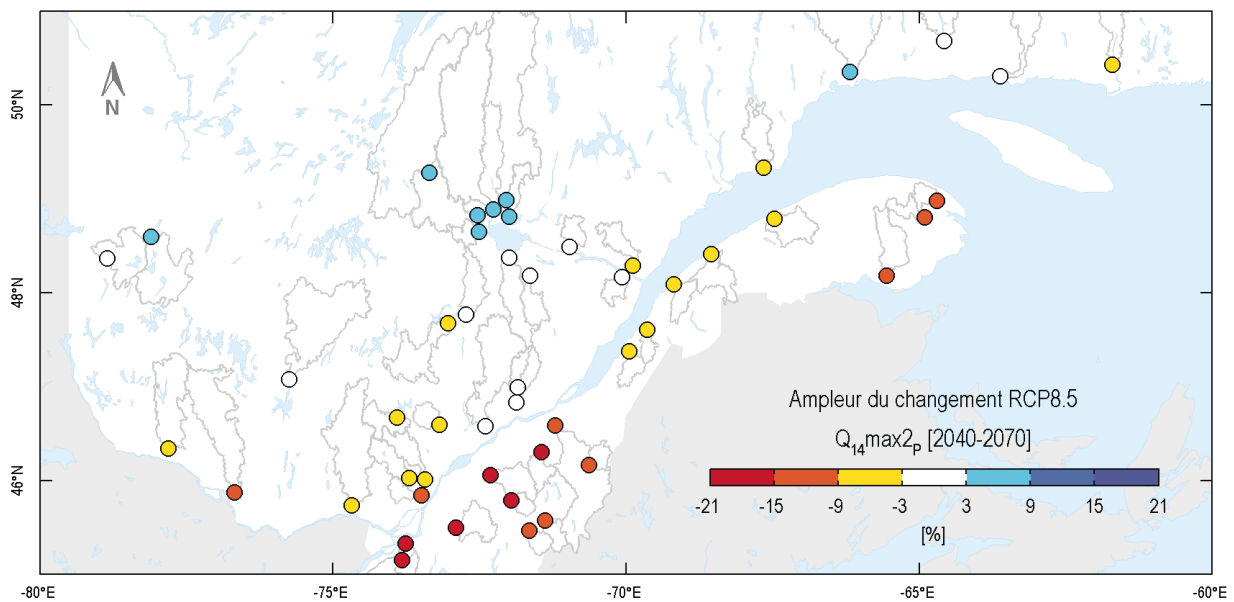 50°N
48°N
46°N
N
Ampleur du changement RCP8.5
Q14max2P [2040-2070]
-21 -15 -9 -3 3 9 15 21
[%]
-80°E -75°E -70°E -65°E -60°E